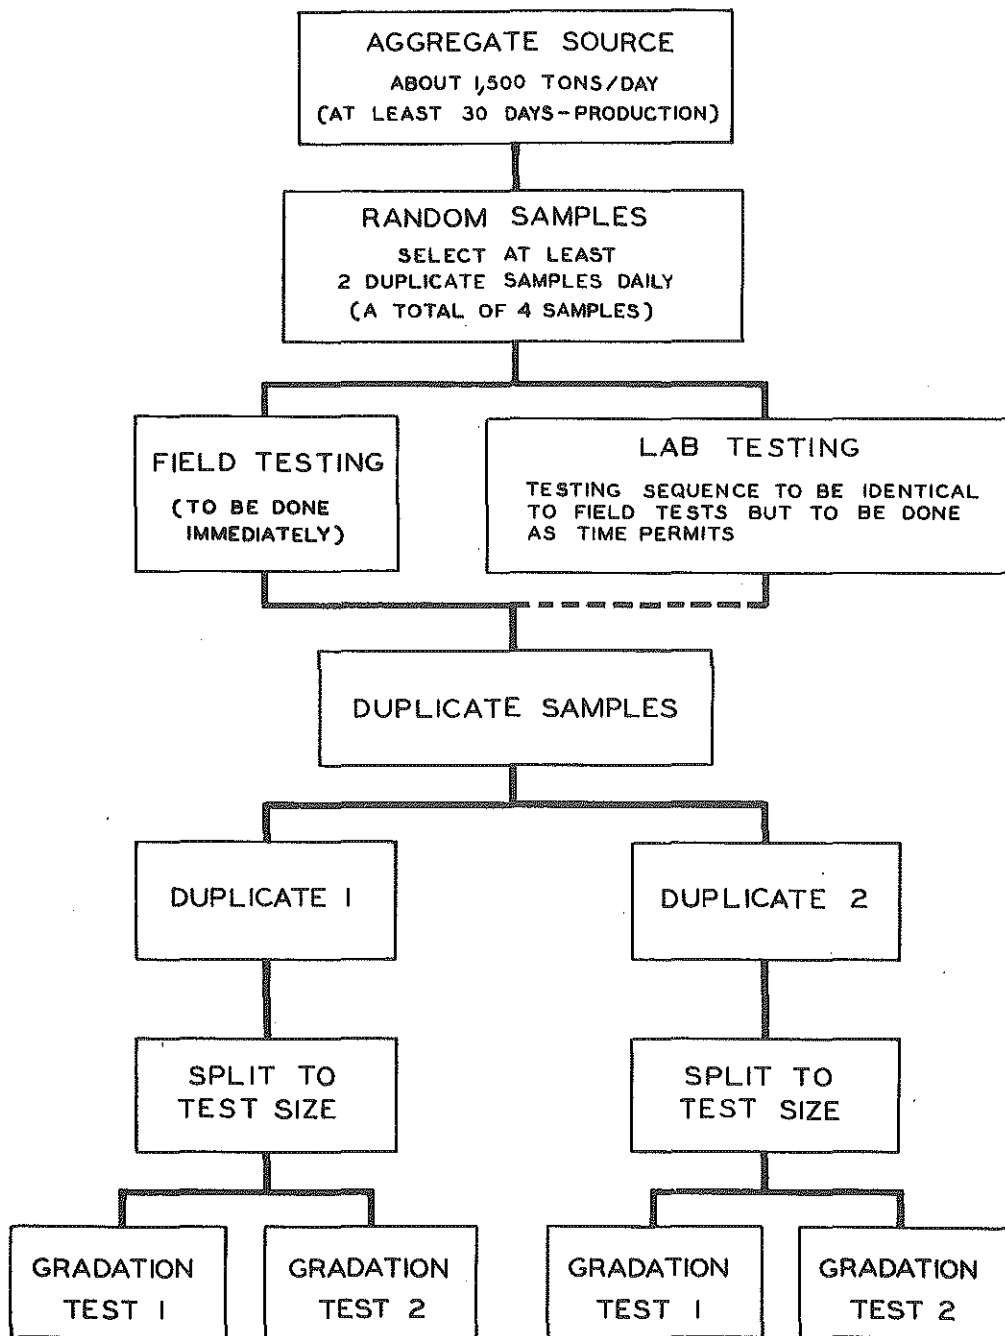 AGGREGATE SOURCE
ABOUT 1,500 TONS/DAY
(AT LEAST 30 DAYS-PRODUCTION)
RANDOM SAMPLES
SELECT AT LEAST
2 DUPLICATE SAMPLES DAILY
(A TOTAL OF 4 SAMPLES)
FIELD TESTING
(TO BE DONE
IMMEDIATELY)
LAB TESTING
TESTING SEQUENCE TO BE IDENTICAL
TO FIELD TESTS BUT TO BE DONE
AS TIME PERMITS
DUPLICATE SAMPLES
DUPLICATE 1
DUPLICATE 2
SPLIT TO
TEST SIZE
SPLIT TO
TEST SIZE
GRADATION
TEST 1
GRADATION
TEST 2
GRADATION
TEST 1
GRADATION
TEST 2